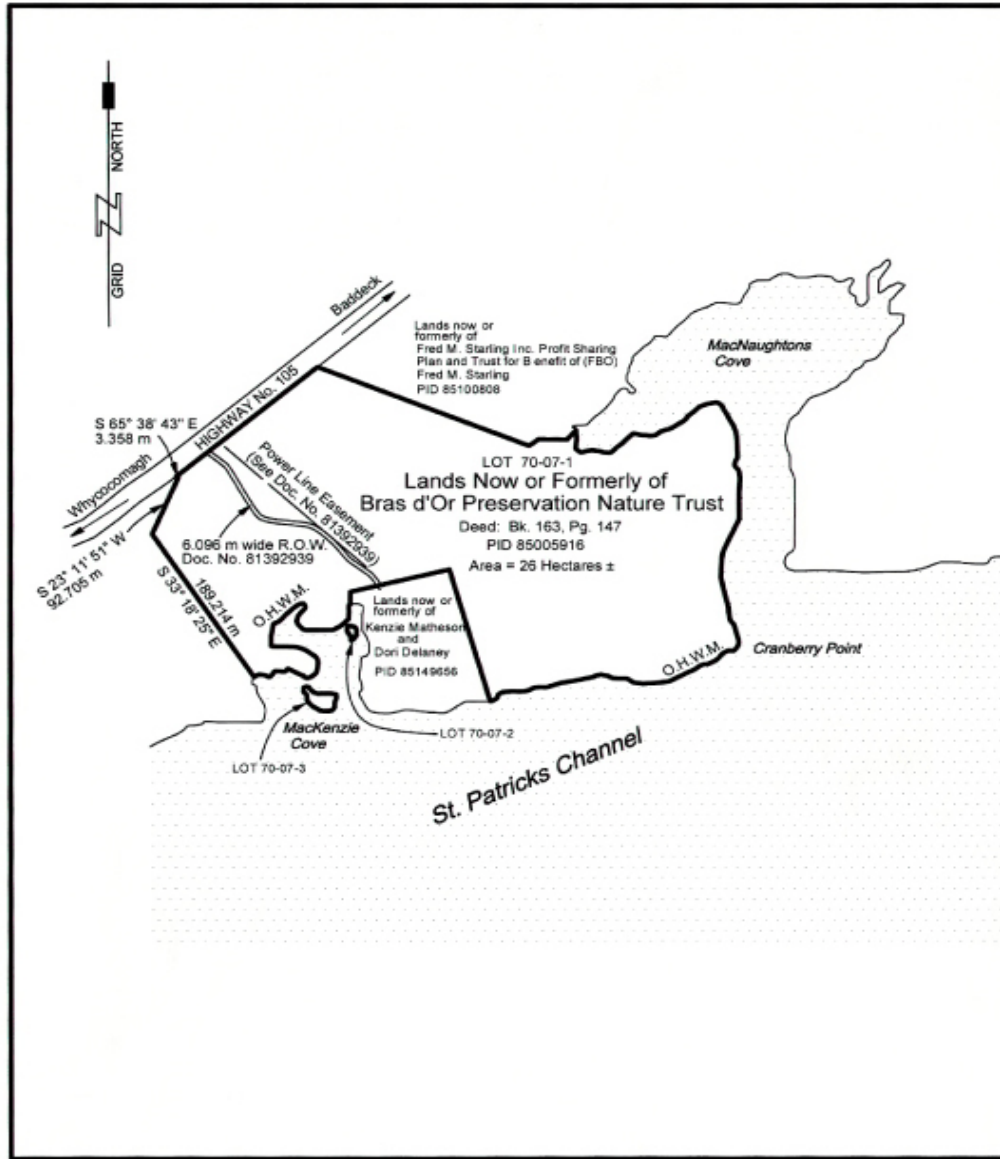 GRID NORTH
Baddeck
HIGHWAY No. 105
Whycocomagh
Lands now or
formerly of
Fred M. Starling Inc. Profit Sharing
Plan and Trust for Benefit of (FBO)
Fred M. Starling
PID 85100808
MacNaughtons
Cove
S 65° 38' 43" E
3.358 m
LOT 70-07-1
Lands Now or Formerly of
Bras d'Or Preservation Nature Trust
Deed: Bk. 163, Pg. 147
PID 85005916
Area = 26 Hectares ±
Power Line Easement
(See Doc. No. 81392939)
6.096 m wide R.O.W.
Doc. No. 81392939
S 23° 11' 51" W
92.705 m
189.214 m
S 33° 18' 25" E
O.H.W.M.
Lands now or
formerly of
Kenzie Matheson
and
Dori Delaney
PID 85149656
O.H.W.M.
Cranberry Point
MacKenzie
Cove
LOT 70-07-2
LOT 70-07-3
St. Patricks Channel